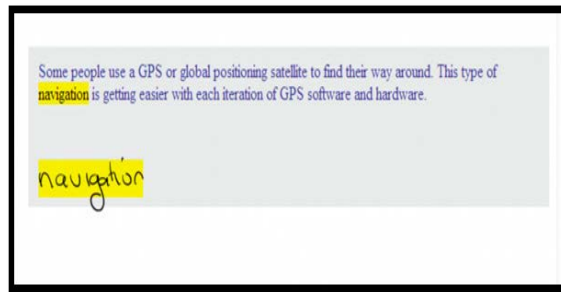 Some people use a GPS or global positioning satellite to find their way around. This type of
navigation is getting easier with each iteration of GPS software and hardware.
navigation